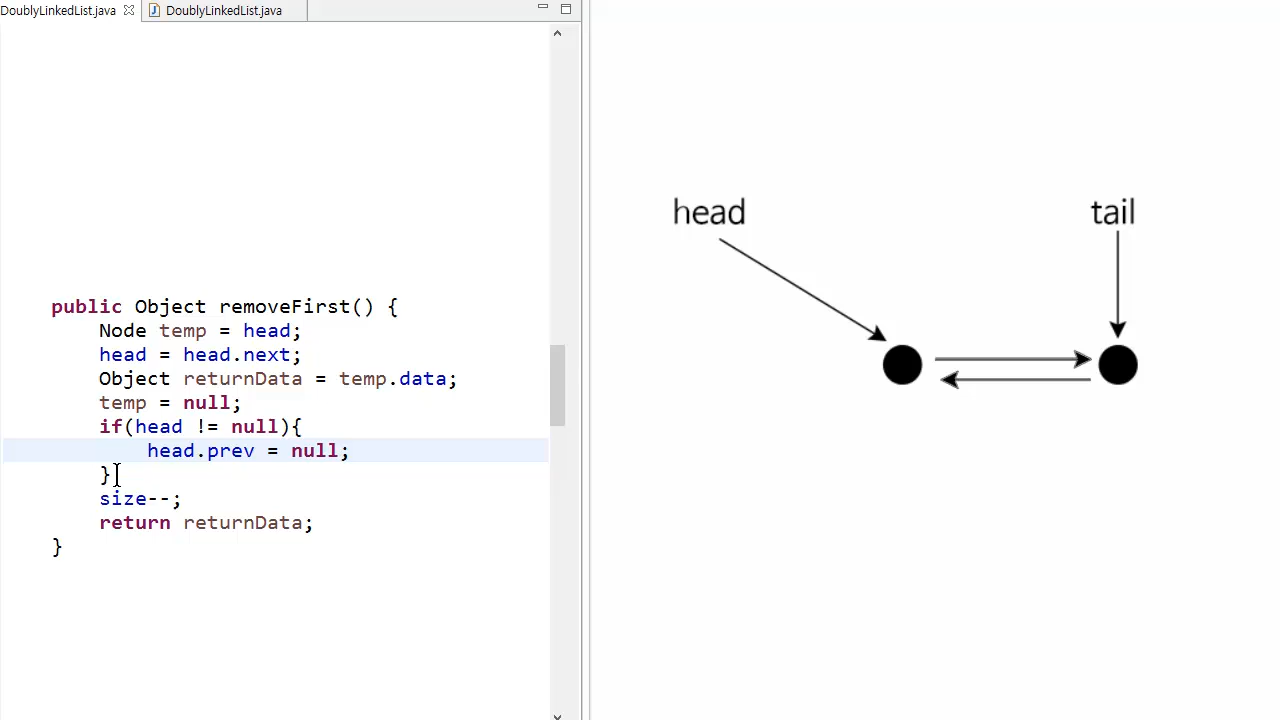 DoublyLinkedList.java DoublyLinkedList.java
head tail
public Object removeFirst() {
Node temp = head;
head = head.next;
Object returnData = temp.data;
temp = null;
if(head != null){
head.prev = null;
}
size--;
return returnData;
}